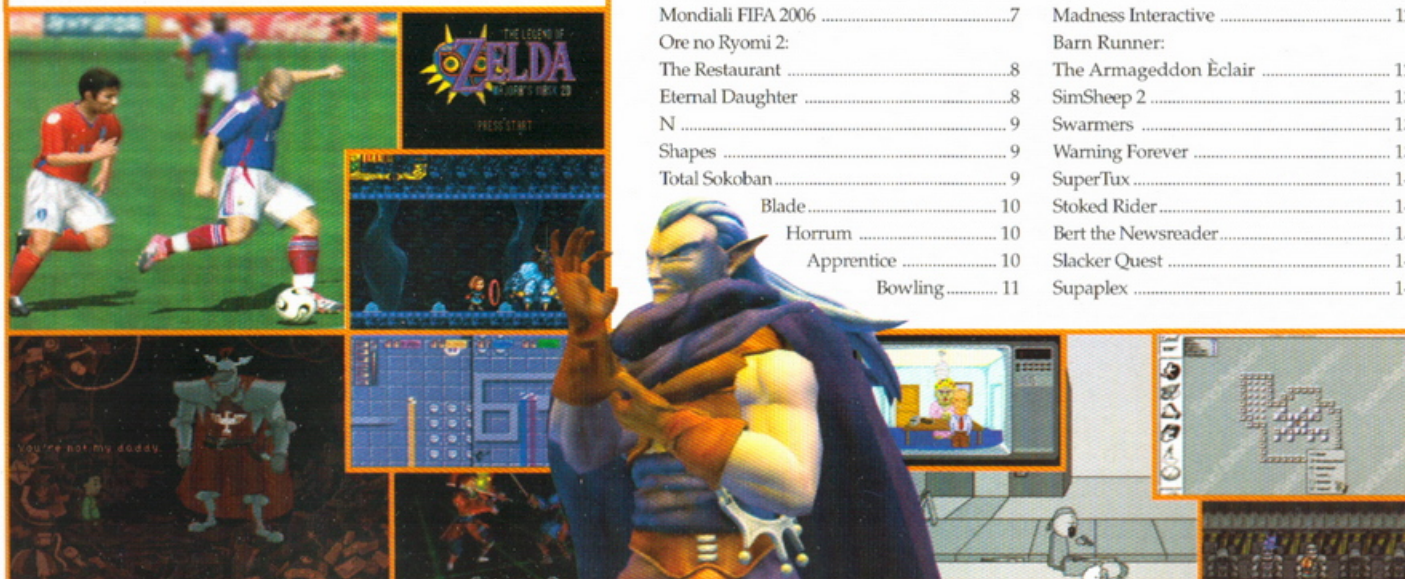 Mondiali FIFA 2006 ........ 7
Ore no Ryomi 2:
The Restaurant ........ 8
Eternal Daughter ........ 8
N ........ 9
Shapes ........ 9
Total Sokoban ........ 9
Blade ........ 10
Horrum ........ 10
Apprentice ........ 10
Bowling ........ 11
Madness Interactive ........
Barn Runner:
The Armageddon Èclair ........
SimSheep 2 ........
Swarmers ........
Warning Forever ........
SuperTux ........
Stoked Rider ........
Bert the Newsreader ........
Slacker Quest ........
Supaplex ........
THE LEGEND OF
ZELDA
MAJORA'S MASK 2D
PRESS START
You're not my daddy.